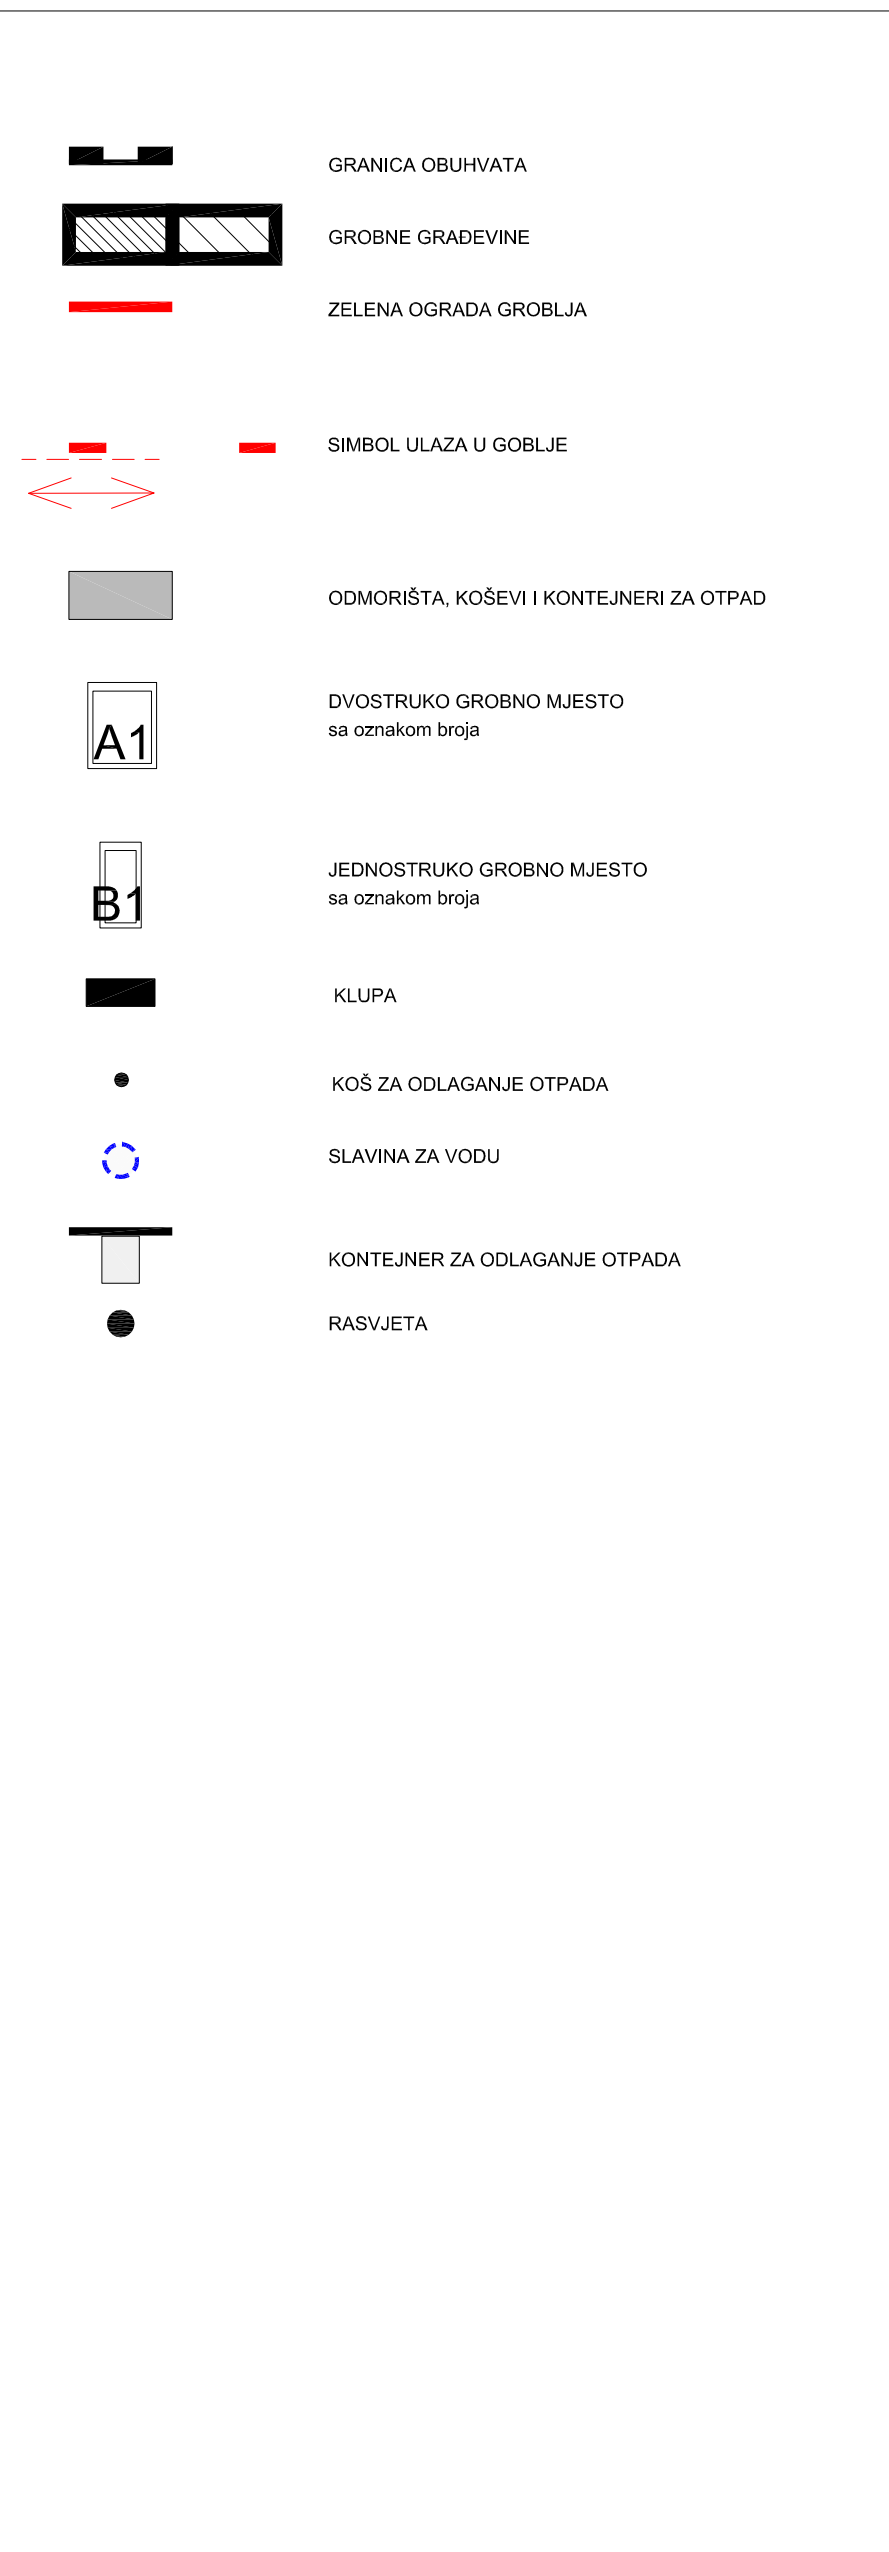 GRANICA OBUHVATA
GROBNE GRAĐEVINE
ZELENA OGRADA GROBLJA
SIMBOL ULAZA U GOBLJE
ODMORIŠTA, KOŠEVI I KONTEJNERI ZA OTPAD
DVOSTRUKO GROBNO MJESTO
sa oznakom broja
A1
JEDNOSTRUKO GROBNO MJESTO
sa oznakom broja
B1
KLUPA
KOŠ ZA ODLAGANJE OTPADA
SLAVINA ZA VODU
KONTEJNER ZA ODLAGANJE OTPADA
RASVJETA